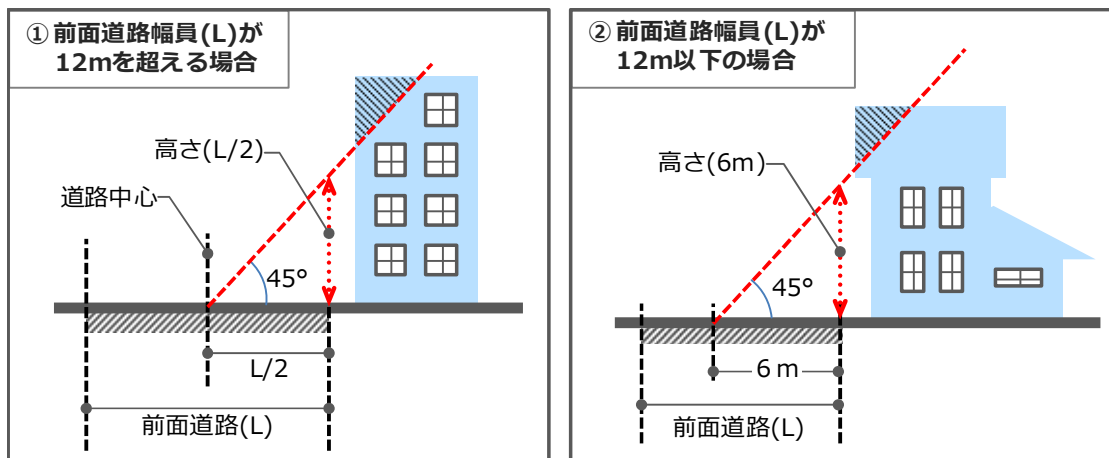 ① 前面道路幅員(L)が
12mを超える場合
高さ(L/2)
道路中心
45°
L/2
前面道路(L)
② 前面道路幅員(L)が
12m以下の場合
高さ(6m)
45°
6 m
前面道路(L)